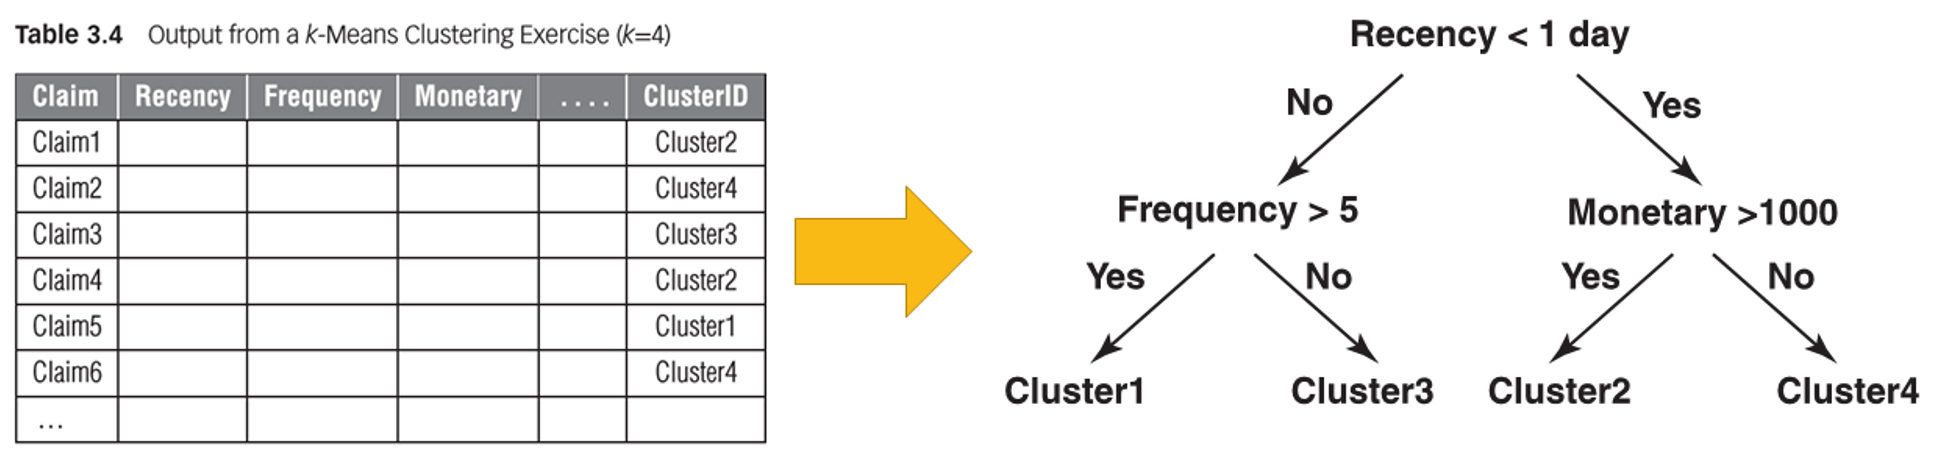 Table 3.4 Output from a k-Means Clustering Exercise (k=4)
Claim Recency Frequency Monetary .... ClusterID
Claim1 Cluster2
Claim2 Cluster4
Claim3 Cluster3
Claim4 Cluster2
Claim5 Cluster1
Claim6 Cluster4
...
Recency < 1 day
No Yes
Frequency > 5 Monetary >1000
Yes No Yes No
Cluster1 Cluster3 Cluster2 Cluster4